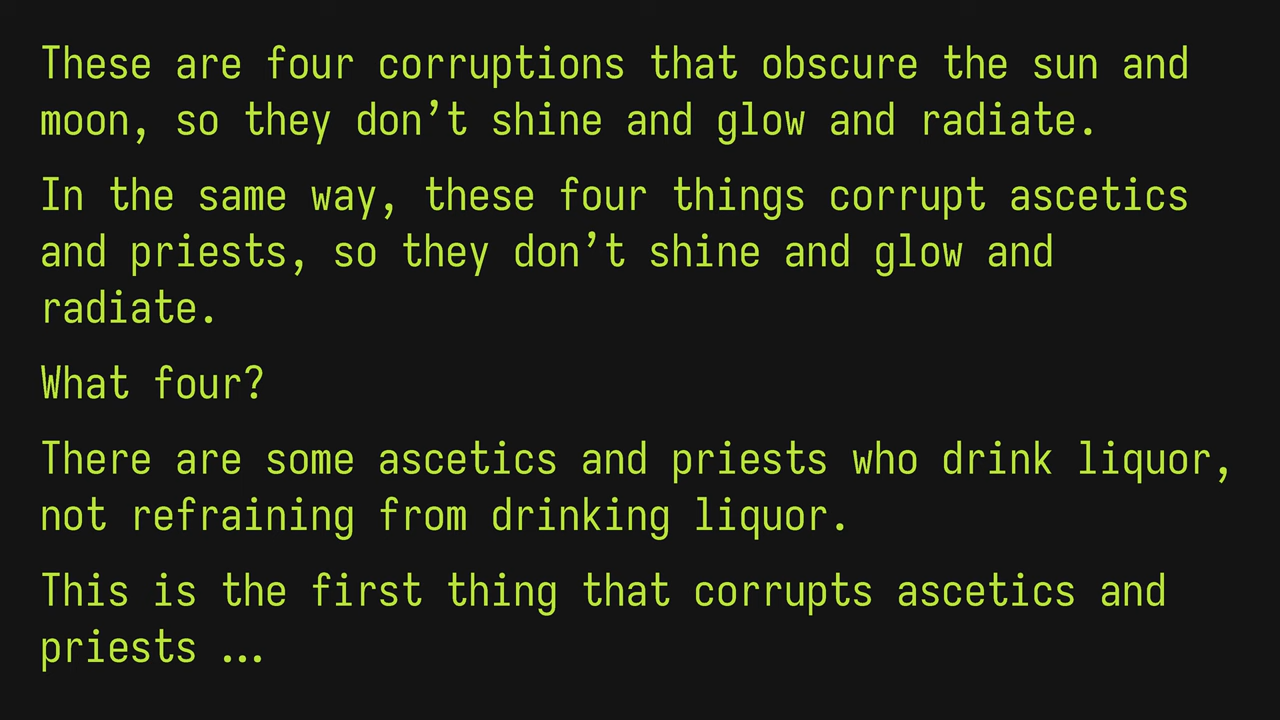 These are four corruptions that obscure the sun and
moon, so they don’t shine and glow and radiate.
In the same way, these four things corrupt ascetics
and priests, so they don’t shine and glow and
radiate.
What four?
There are some ascetics and priests who drink liquor,
not refraining from drinking liquor.
This is the first thing that corrupts ascetics and
priests …